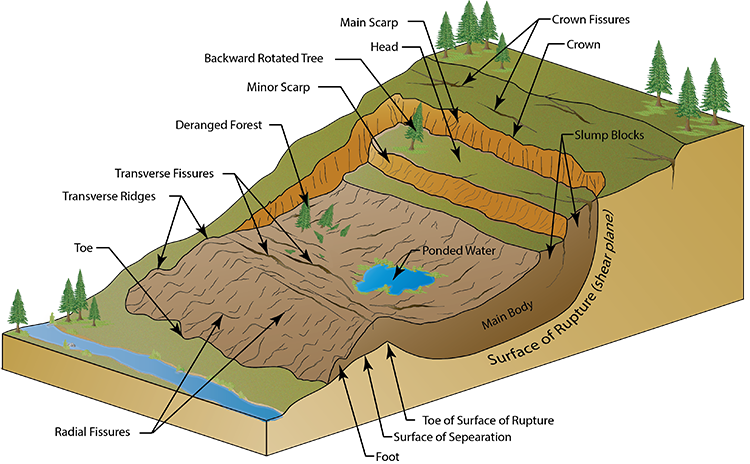 Main Scarp
Crown Fissures
Head
Crown
Backward Rotated Tree
Minor Scarp
Deranged Forest
Slump Blocks
Transverse Fissures
Transverse Ridges
Toe
Ponded Water
Main Body
Surface of Rupture (shear plane)
Radial Fissures
Toe of Surface of Rupture
Surface of Sepearation
Foot